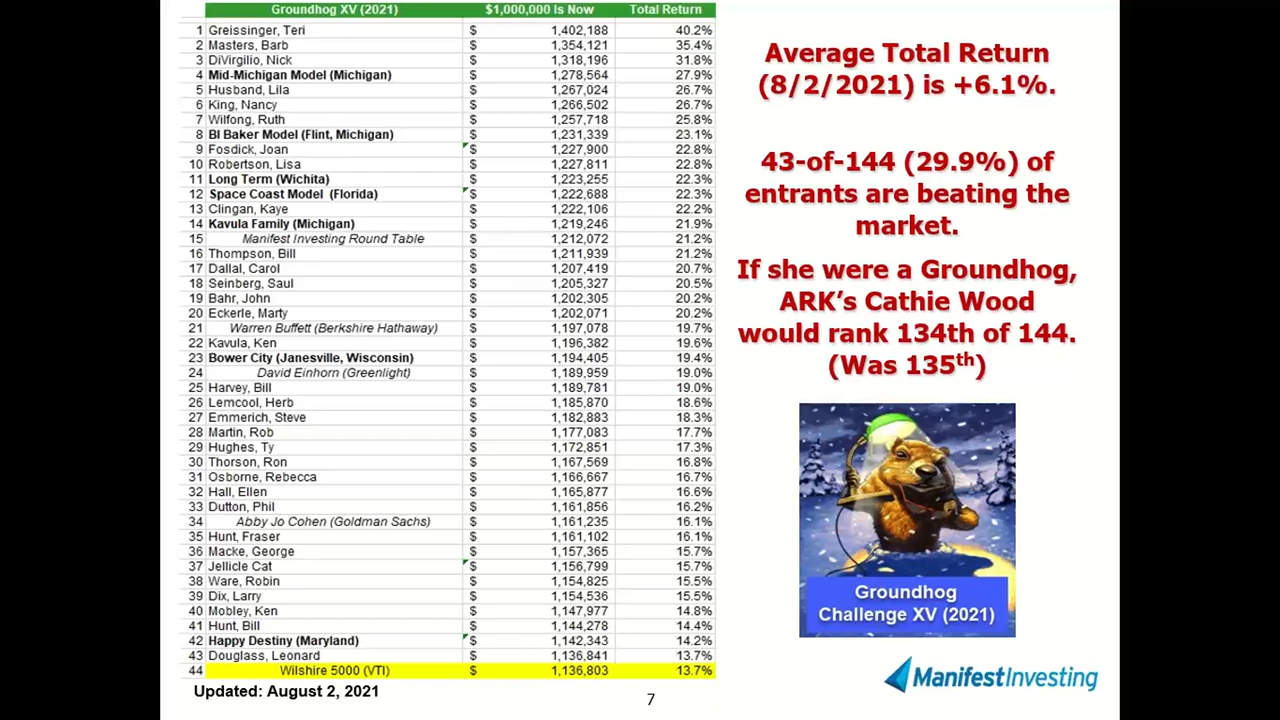 Groundhog XV (2021) $1,000,000 Is Now Total Return
1 Greissinger, Teri $ 1,402,188 40.2%
2 Masters, Barb $ 1,354,121 35.4%
3 DiVirgilio, Nick $ 1,318,196 31.8%
4 Mid-Michigan Model (Michigan) $ 1,278,564 27.9%
5 Husband, Lila $ 1,267,024 26.7%
6 King, Nancy $ 1,266,502 26.7%
7 Wilfong, Ruth $ 1,257,718 25.8%
8 BI Baker Model (Flint, Michigan) $ 1,231,339 23.1%
9 Fosdick, Joan $ 1,227,900 22.8%
10 Robertson, Lisa $ 1,227,811 22.8%
11 Long Term (Wichita) $ 1,223,255 22.3%
12 Space Coast Model (Florida) $ 1,222,688 22.3%
13 Clingan, Kaye $ 1,222,106 22.2%
14 Kavula Family (Michigan) $ 1,219,246 21.9%
15 Manifest Investing Round Table $ 1,212,072 21.2%
16 Thompson, Bill $ 1,211,939 21.2%
17 Dallal, Carol $ 1,207,419 20.7%
18 Seinberg, Saul $ 1,205,327 20.5%
19 Bahr, John $ 1,202,305 20.2%
20 Eckerle, Marty $ 1,202,071 20.2%
21 Warren Buffett (Berkshire Hathaway) $ 1,197,078 19.7%
22 Kavula, Ken $ 1,196,382 19.6%
23 Bower City (Janesville, Wisconsin) $ 1,194,405 19.4%
24 David Einhorn (Greenlight) $ 1,189,959 19.0%
25 Harvey, Bill $ 1,189,781 19.0%
26 Lemcool, Herb $ 1,185,870 18.6%
27 Emmerich, Steve $ 1,182,883 18.3%
28 Martin, Rob $ 1,177,083 17.7%
29 Hughes, Ty $ 1,172,851 17.3%
30 Thorson, Ron $ 1,167,569 16.8%
31 Osborne, Rebecca $ 1,166,667 16.7%
32 Hall, Ellen $ 1,165,877 16.6%
33 Dutton, Phil $ 1,161,856 16.2%
34 Abby Jo Cohen (Goldman Sachs) $ 1,161,235 16.1%
35 Hunt, Fraser $ 1,161,102 16.1%
36 Macke, George $ 1,157,365 15.7%
37 Jellicle Cat $ 1,156,799 15.7%
38 Ware, Robin $ 1,154,825 15.5%
39 Dix, Larry $ 1,154,536 15.5%
40 Mobley, Ken $ 1,147,977 14.8%
41 Hunt, Bill $ 1,144,278 14.4%
42 Happy Destiny (Maryland) $ 1,142,343 14.2%
43 Douglass, Leonard $ 1,136,841 13.7%
44 Wilshire 5000 (VTI) $ 1,136,803 13.7%
Updated: August 2, 2021
7
Average Total Return
(8/2/2021) is +6.1%.
43-of-144 (29.9%) of
entrants are beating the
market.
If she were a Groundhog,
ARK’s Cathie Wood
would rank 134th of 144.
(Was 135th)
Groundhog
Challenge XV (2021)
ManifestInvesting